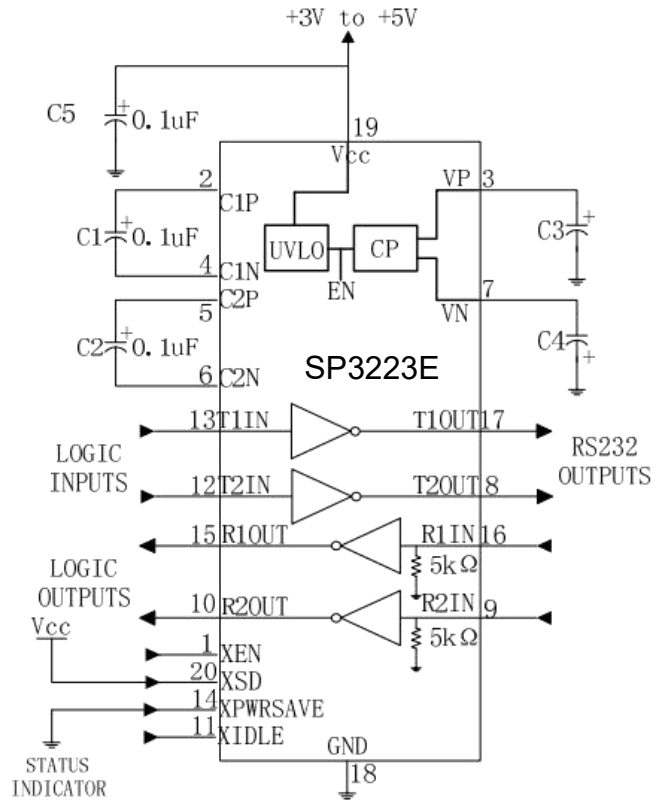 +3V to +5V
C5
+
0.1uF
19
Vcc
2
C1P
VP
3
C1
+
0.1uF
UVLO
CP
C3
+
4
C1N
EN
C2P
5
7
VN
C2
+
0.1uF
C4
+
6
C2N
SP3223E
13
T1IN
T1OUT
17
LOGIC
INPUTS
RS232
OUTPUTS
12
T2IN
T2OUT
8
15
R1OUT
R1IN
16
5kΩ
LOGIC
OUTPUTS
10
R2OUT
R2IN
9
5kΩ
Vcc
1
XEN
20
XSD
14
XPWRSAVE
11
XIDLE
GND
18
STATUS
INDICATOR